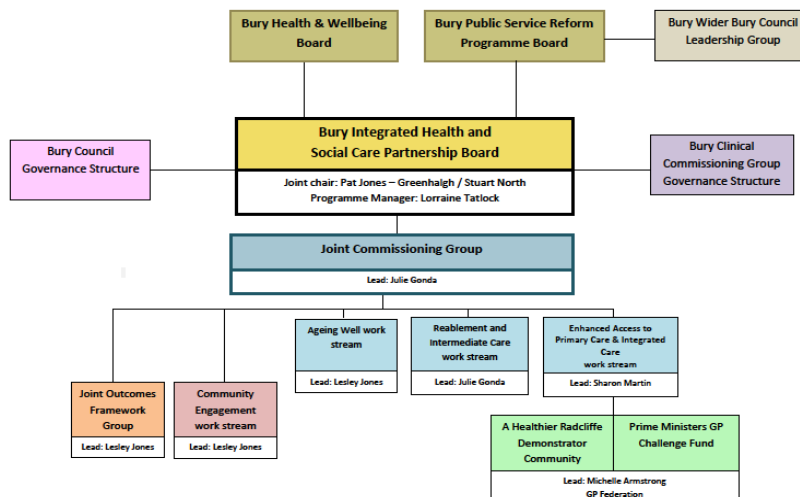 Bury Health & Wellbeing
Board
Bury Public Service Reform
Programme Board
Bury Wider Bury Council
Leadership Group
Bury Integrated Health and
Social Care Partnership Board
Joint chair: Pat Jones – Greenhalgh / Stuart North
Programme Manager: Lorraine Tatlock
Bury Council
Governance Structure
Bury Clinical
Commissioning Group
Governance Structure
Joint Commissioning Group
Lead: Julie Gonda
Ageing Well work
stream
Lead: Lesley Jones
Reablement and
Intermediate Care
work stream
Lead: Julie Gonda
Enhanced Access to
Primary Care & Integrated
Care
work stream
Lead: Sharon Martin
Joint Outcomes
Framework
Group
Lead: Lesley Jones
Community
Engagement
work stream
Lead: Lesley Jones
A Healthier Radcliffe
Demonstrator
Community
Prime Ministers GP
Challenge Fund
Lead: Michelle Armstrong
GP Federation